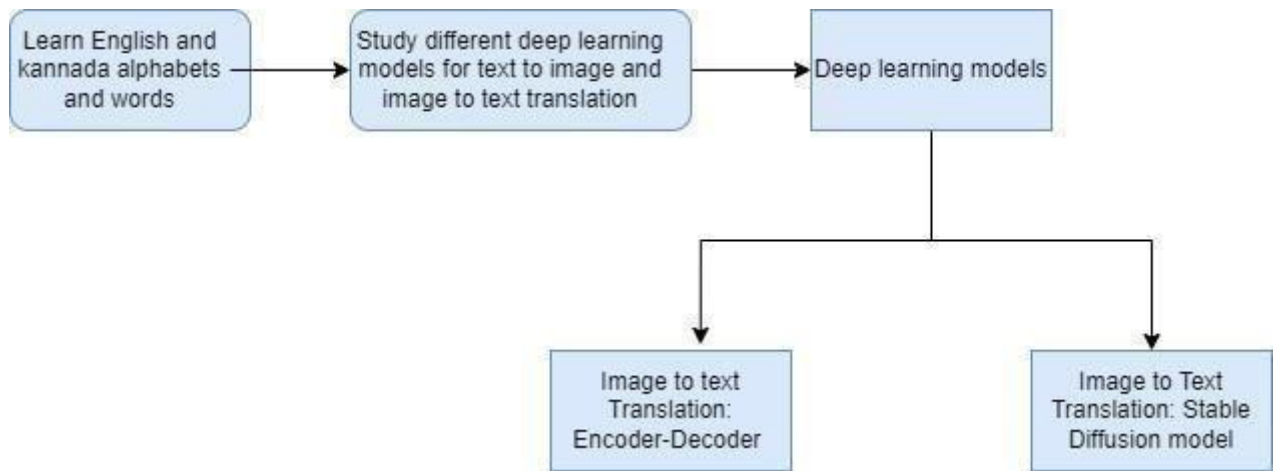 Learn English and
kannada alphabets
and words
Study different deep learning
models for text to image and
image to text translation
Deep learning models
Image to text
Translation:
Encoder-Decoder
Image to Text
Translation: Stable
Diffusion model